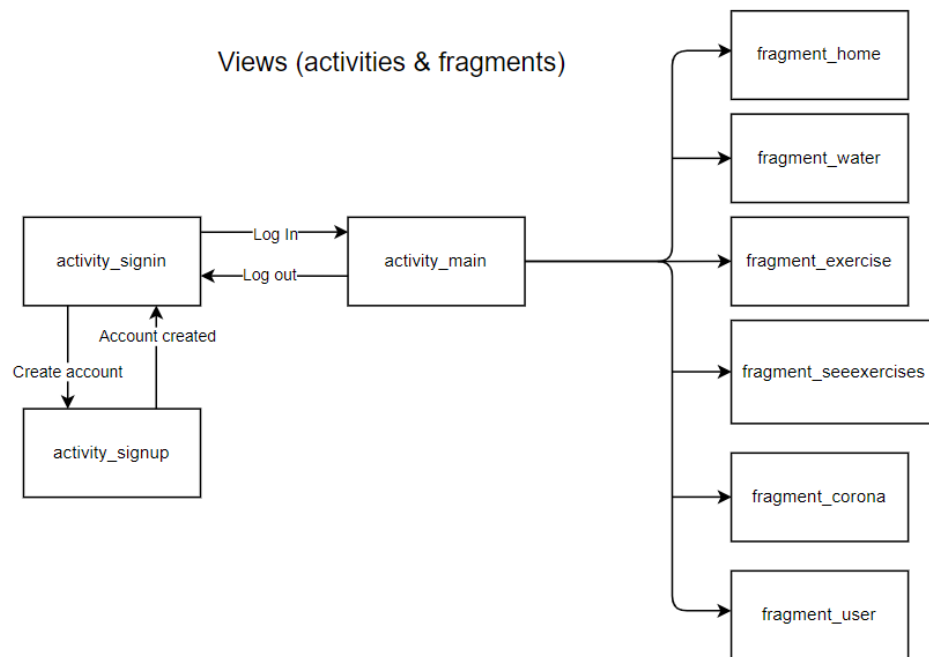 Views (activities & fragments)
fragment_home
fragment_water
activity_signin
Log In
Log out
activity_main
fragment_exercise
Account created
Create account
activity_signup
fragment_seeexercises
fragment_corona
fragment_user